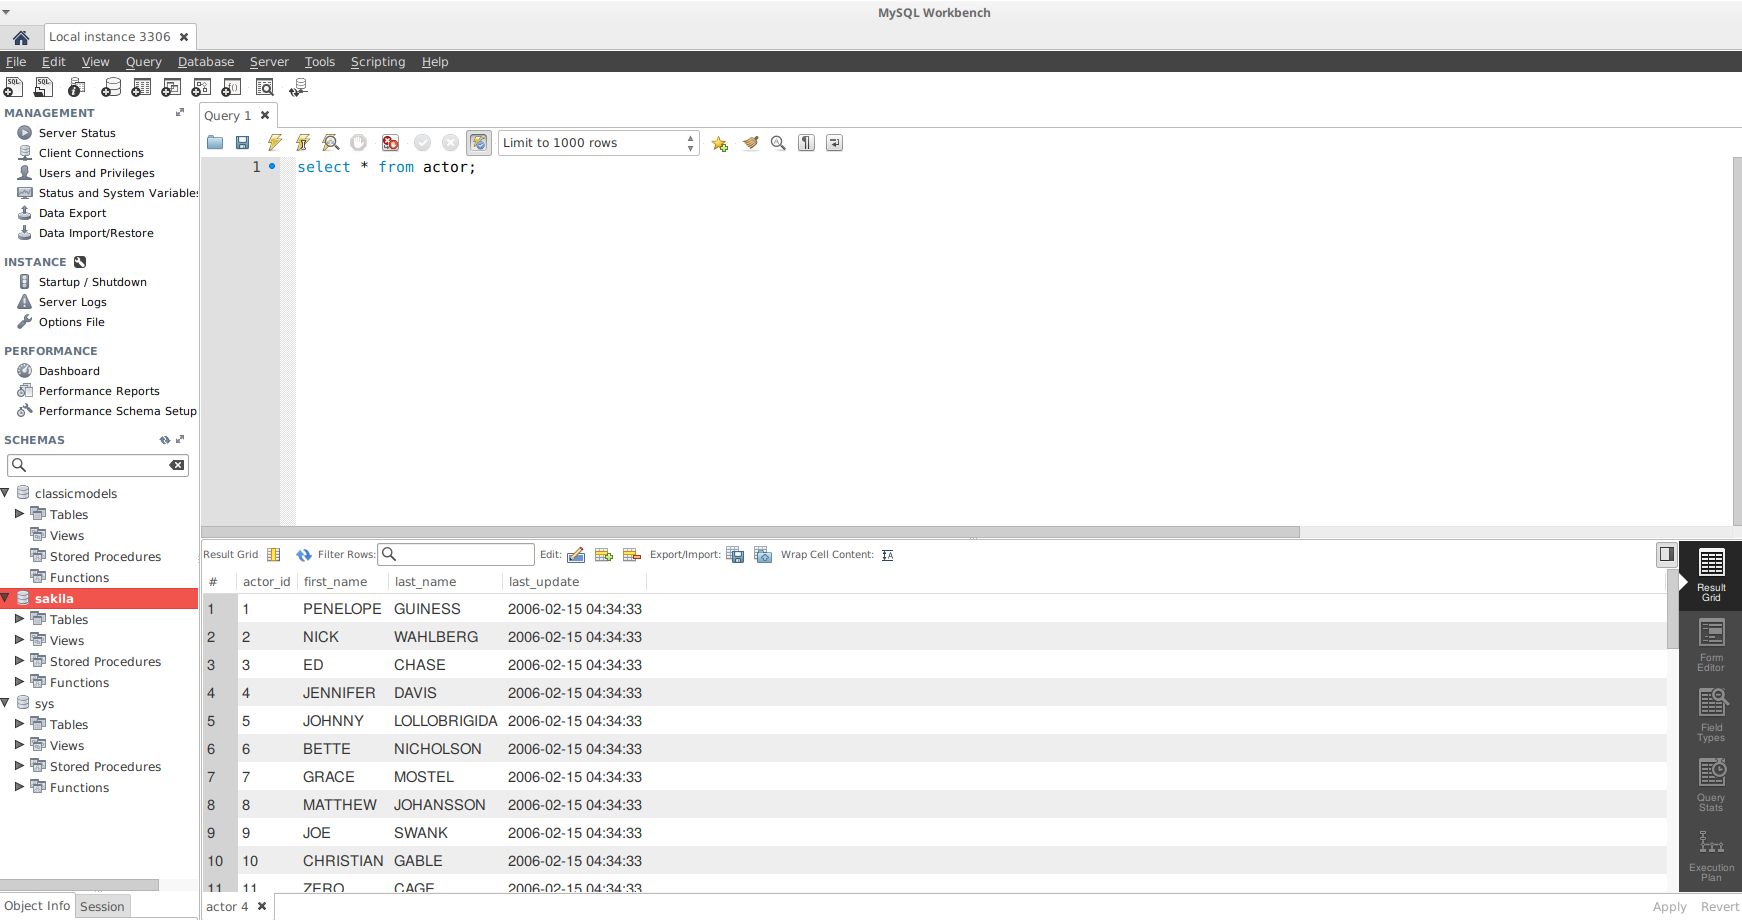 MySQL Workbench
Local instance 3306
File Edit View Query Database Server Tools Scripting Help
MANAGEMENT
Server Status
Client Connections
Users and Privileges
Status and System Variables
Data Export
Data Import/Restore
INSTANCE
Startup / Shutdown
Server Logs
Options File
PERFORMANCE
Dashboard
Performance Reports
Performance Schema Setup
SCHEMAS
classicmodels
Tables
Views
Stored Procedures
Functions
sakila
Tables
Views
Stored Procedures
Functions
sys
Tables
Views
Stored Procedures
Functions
Object Info Session
Query 1
Limit to 1000 rows
1 select * from actor;
Result Grid Filter Rows: Edit: Export/Import: Wrap Cell Content:
# actor_id first_name last_name last_update
1 1 PENELOPE GUINESS 2006-02-15 04:34:33
2 2 NICK WAHLBERG 2006-02-15 04:34:33
3 3 ED CHASE 2006-02-15 04:34:33
4 4 JENNIFER DAVIS 2006-02-15 04:34:33
5 5 JOHNNY LOLLOBRIGIDA 2006-02-15 04:34:33
6 6 BETTE NICHOLSON 2006-02-15 04:34:33
7 7 GRACE MOSTEL 2006-02-15 04:34:33
8 8 MATTHEW JOHANSSON 2006-02-15 04:34:33
9 9 JOE SWANK 2006-02-15 04:34:33
10 10 CHRISTIAN GABLE 2006-02-15 04:34:33
11 11 ZERO CAGE 2006-02-15 04:34:33
Result
Grid
Form
Editor
Field
Types
Query
Stats
Execution
Plan
actor 4
Apply Revert